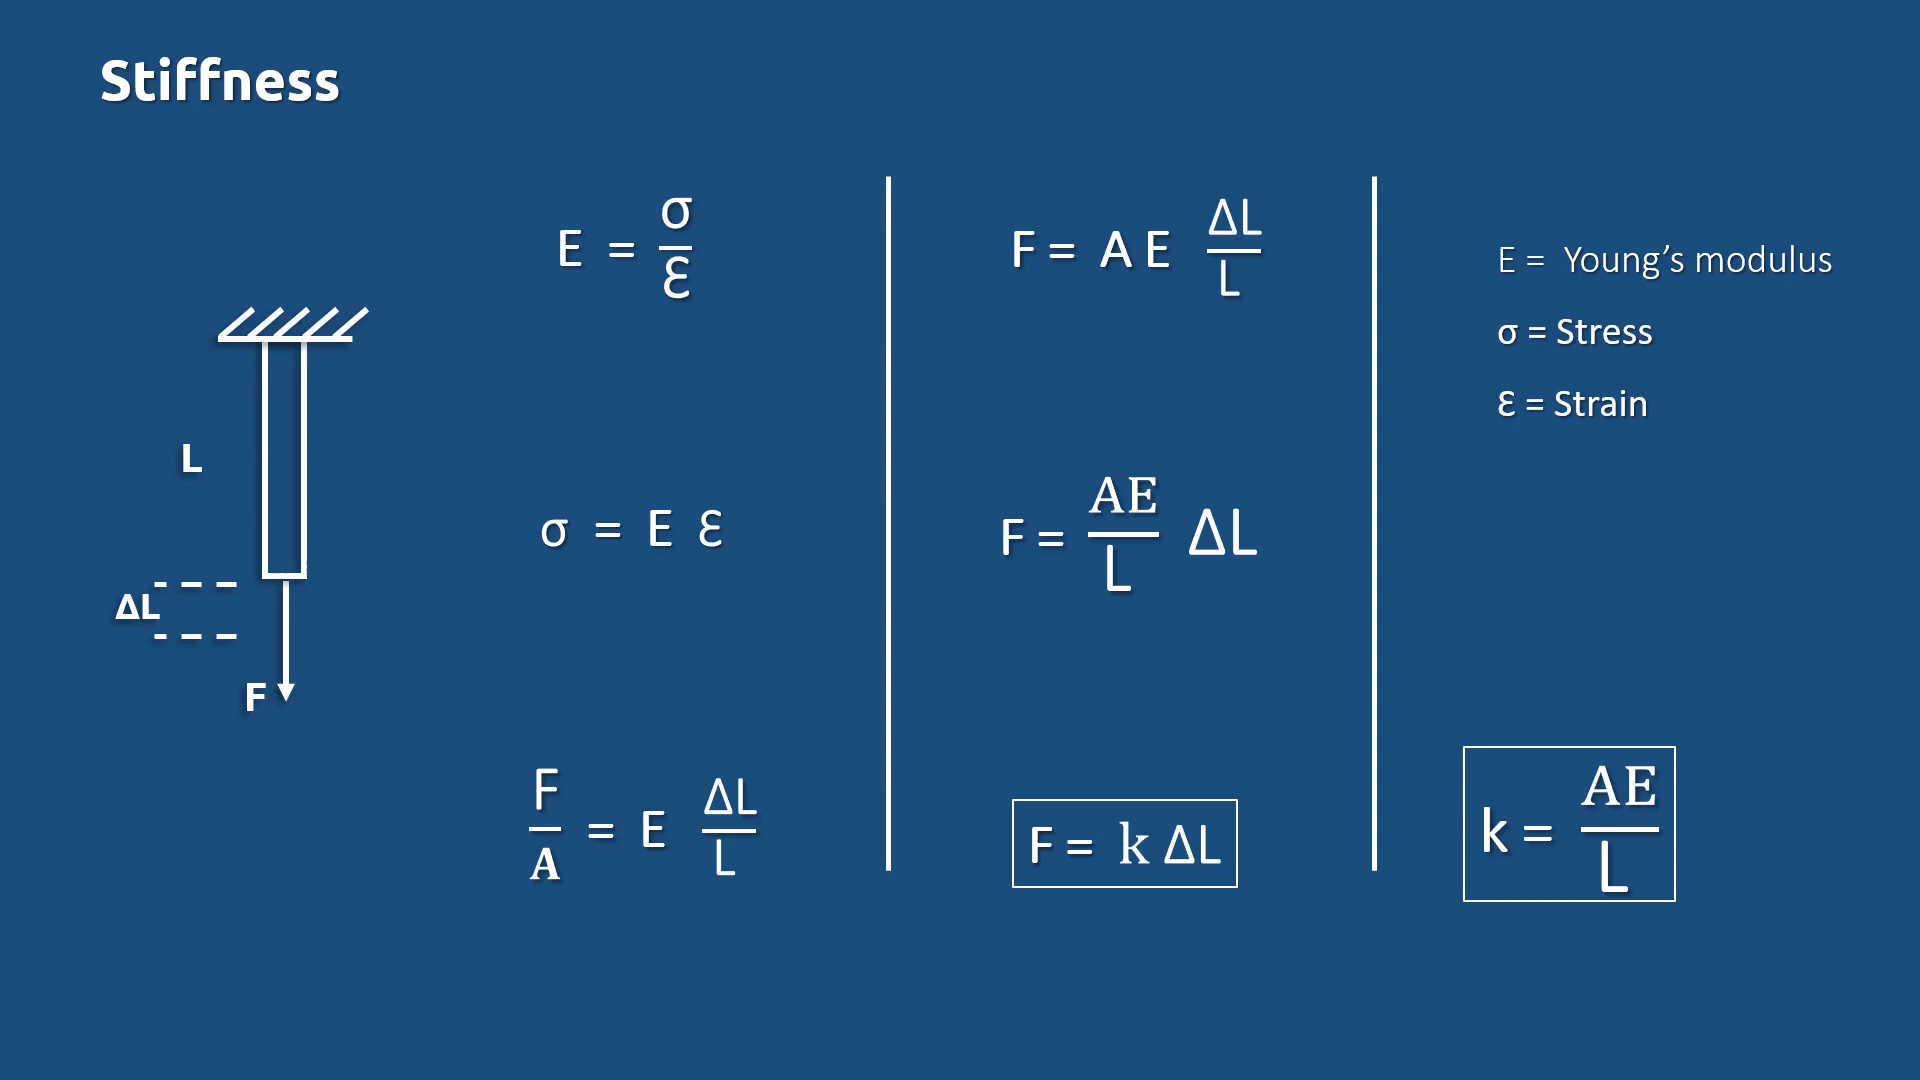 Stiffness
L
ΔL
F
E = σ/Ɛ
σ = E Ɛ
F/A = E ΔL/L
F = A E ΔL/L
F = AE/L ΔL
F = k ΔL
E = Young’s modulus
σ = Stress
Ɛ = Strain
k = AE/L